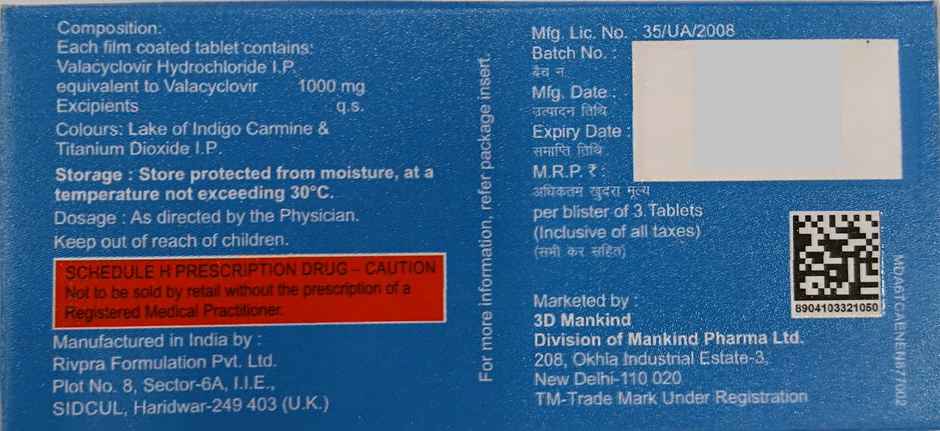 Composition:
Each film coated tablet contains:
Valacyclovir Hydrochloride I.P.
equivalent to Valacyclovir 1000 mg
Excipients q.s.
Colours: Lake of Indigo Carmine &
Titanium Dioxide I.P.
Storage : Store protected from moisture, at a
temperature not exceeding 30°C.
Dosage : As directed by the Physician.
Keep out of reach of children.
SCHEDULE H PRESCRIPTION DRUG – CAUTION
Not to be sold by retail without the prescription of a
Registered Medical Practitioner.
Manufactured in India by :
Rivpra Formulation Pvt. Ltd.
Plot No. 8, Sector-6A, I.I.E.,
SIDCUL, Haridwar-249 403 (U.K.)
For more information, refer package insert.
Mfg. Lic. No. : 35/UA/2008
Batch No. :
बैच न.
Mfg. Date :
उत्पादन तिथि
Expiry Date :
समाप्ति तिथि
M.R.P. ₹ :
अधिकतम खुदरा मूल्य
per blister of 3 Tablets
(Inclusive of all taxes)
(सभी कर सहित)
8904103321050
Marketed by :
3D Mankind
Division of Mankind Pharma Ltd.
208, Okhla Industrial Estate-3,
New Delhi-110 020
TM-Trade Mark Under Registration